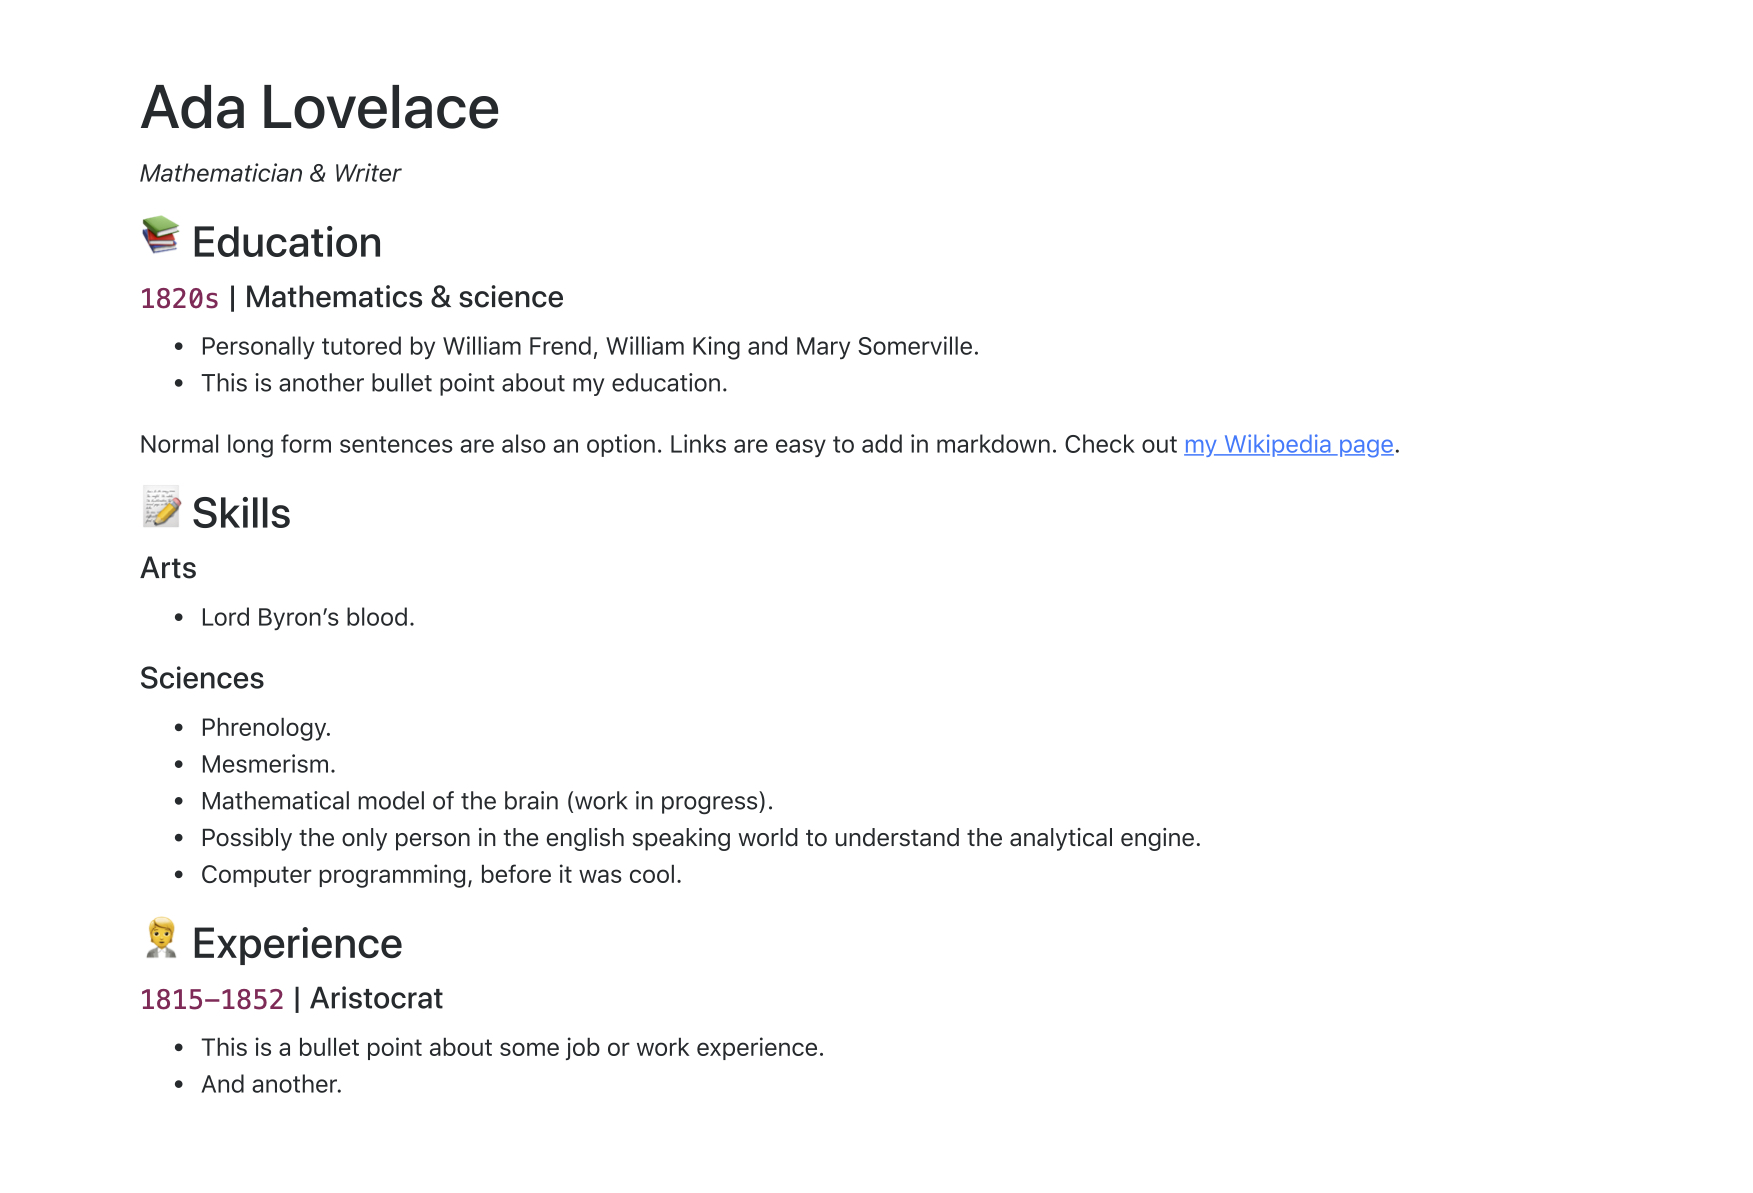 Ada Lovelace
Mathematician & Writer
Education
1820s | Mathematics & science
• Personally tutored by William Frend, William King and Mary Somerville.
• This is another bullet point about my education.
Normal long form sentences are also an option. Links are easy to add in markdown. Check out my Wikipedia page.
Skills
Arts
• Lord Byron’s blood.
Sciences
• Phrenology.
• Mesmerism.
• Mathematical model of the brain (work in progress).
• Possibly the only person in the english speaking world to understand the analytical engine.
• Computer programming, before it was cool.
Experience
1815–1852 | Aristocrat
• This is a bullet point about some job or work experience.
• And another.